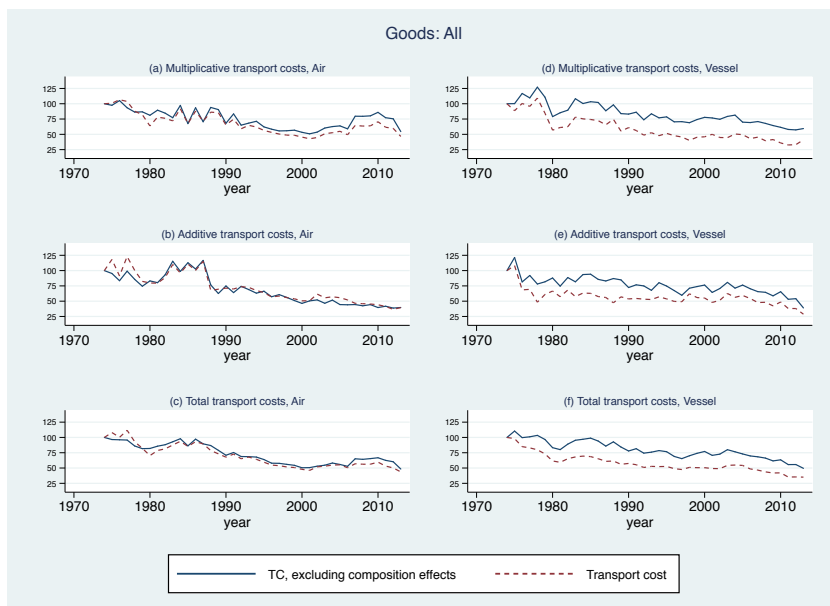 Goods: All
(a) Multiplicative transport costs, Air
125
100
75
50
25
1970 1980 1990 2000 2010
year
(d) Multiplicative transport costs, Vessel
125
100
75
50
25
1970 1980 1990 2000 2010
year
(b) Additive transport costs, Air
125
100
75
50
25
1970 1980 1990 2000 2010
year
(e) Additive transport costs, Vessel
125
100
75
50
25
1970 1980 1990 2000 2010
year
(c) Total transport costs, Air
125
100
75
50
25
1970 1980 1990 2000 2010
year
(f) Total transport costs, Vessel
125
100
75
50
25
1970 1980 1990 2000 2010
year
TC, excluding composition effects Transport cost